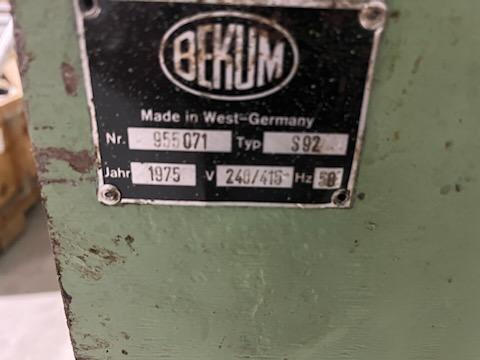 BEKUM
Made in West-Germany
Nr. 955071 Typ S92
Jahr 1975 V 240/415 Hz 50